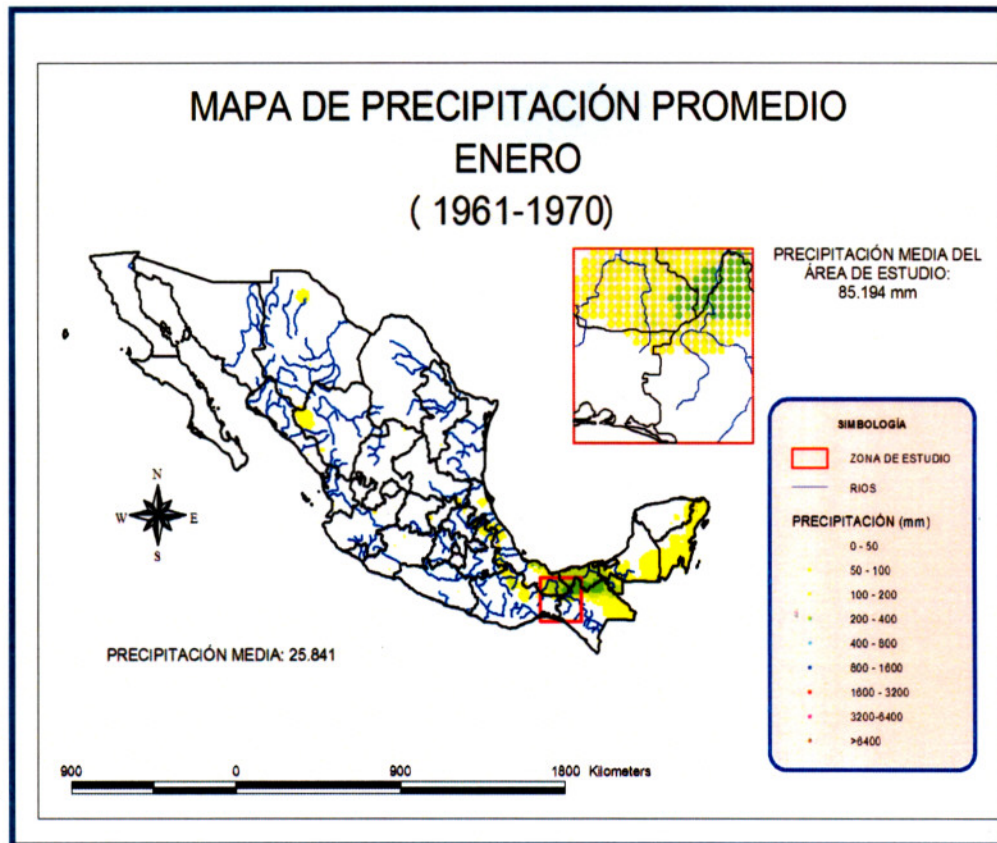 MAPA DE PRECIPITACIÓN PROMEDIO
ENERO
( 1961-1970)
PRECIPITACIÓN MEDIA DEL
ÁREA DE ESTUDIO:
85.194 mm
SIMBOLOGÍA
ZONA DE ESTUDIO
RIOS
PRECIPITACIÓN (mm)
0 - 50
50 - 100
100 - 200
200 - 400
400 - 800
800 - 1600
1600 - 3200
3200-6400
>6400
N
W E
S
PRECIPITACIÓN MEDIA: 25.841
900 0 900 1800 Kilometers